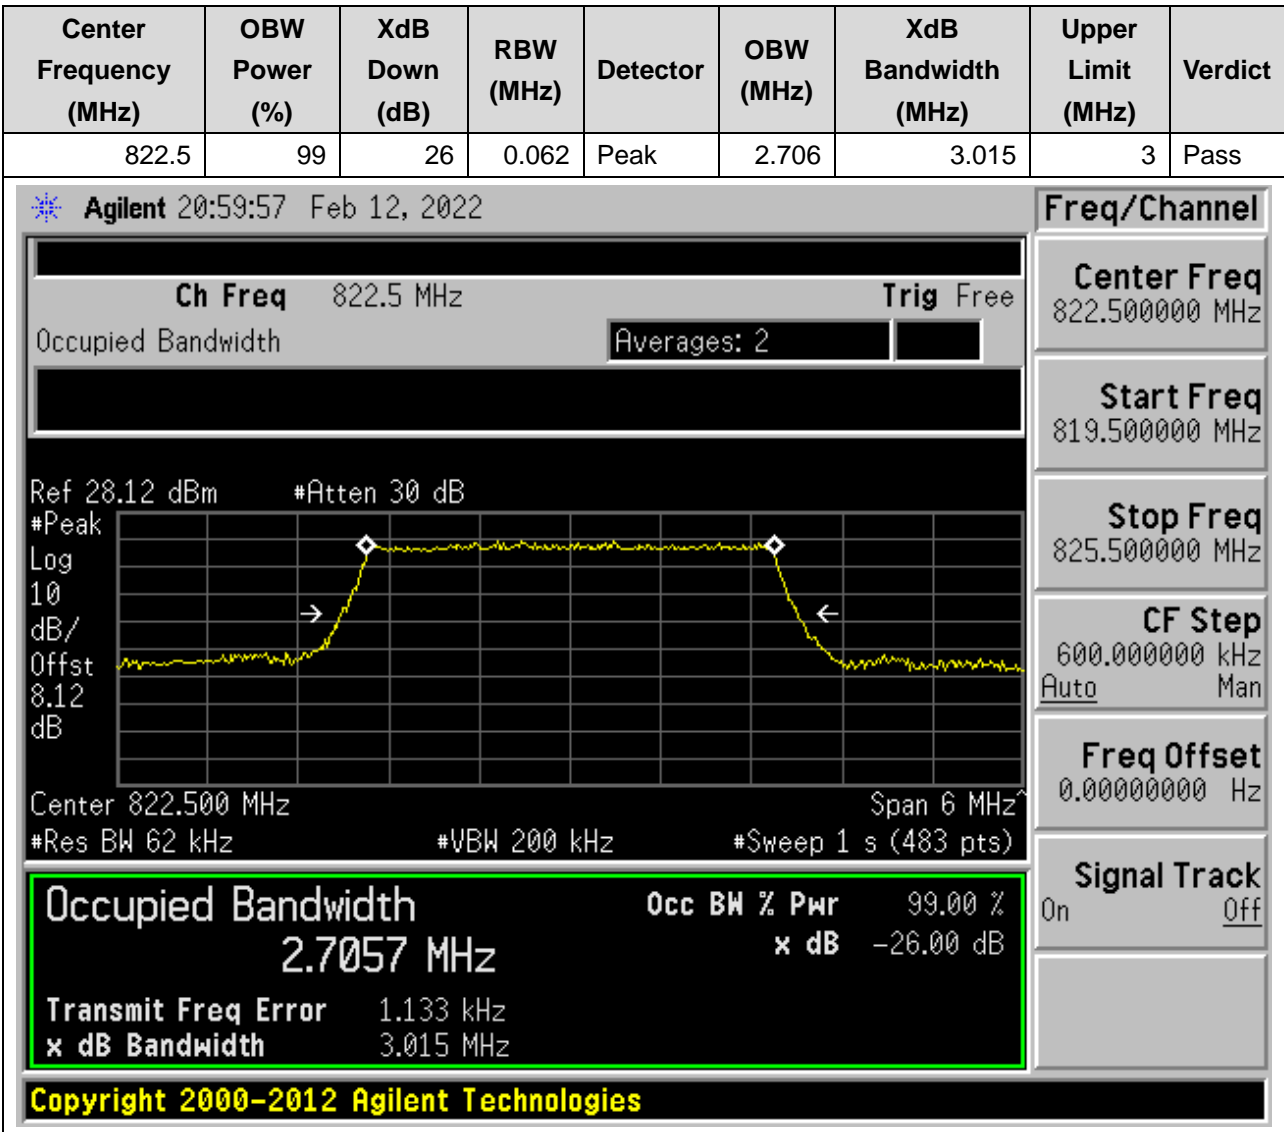 Center Frequency (MHz) OBW Power (%) XdB Down (dB) RBW (MHz) Detector OBW (MHz) XdB Bandwidth (MHz) Upper Limit (MHz) Verdict
822.5 99 26 0.062 Peak 2.706 3.015 3 Pass
Agilent 20:59:57 Feb 12, 2022
Freq/Channel
Ch Freq 822.5 MHz Trig Free
Occupied Bandwidth Averages: 2
Ref 28.12 dBm #Atten 30 dB
#Peak
Log
10
dB/
Offst
8.12
dB
Center 822.500 MHz Span 6 MHz^
#Res BW 62 kHz #VBW 200 kHz #Sweep 1 s (483 pts)
Occupied Bandwidth Occ BW % Pwr 99.00 %
2.7057 MHz x dB -26.00 dB
Transmit Freq Error 1.133 kHz
x dB Bandwidth 3.015 MHz
Center Freq
822.500000 MHz
Start Freq
819.500000 MHz
Stop Freq
825.500000 MHz
CF Step
600.000000 kHz
Auto Man
Freq Offset
0.00000000 Hz
Signal Track
On Off
Copyright 2000-2012 Agilent Technologies